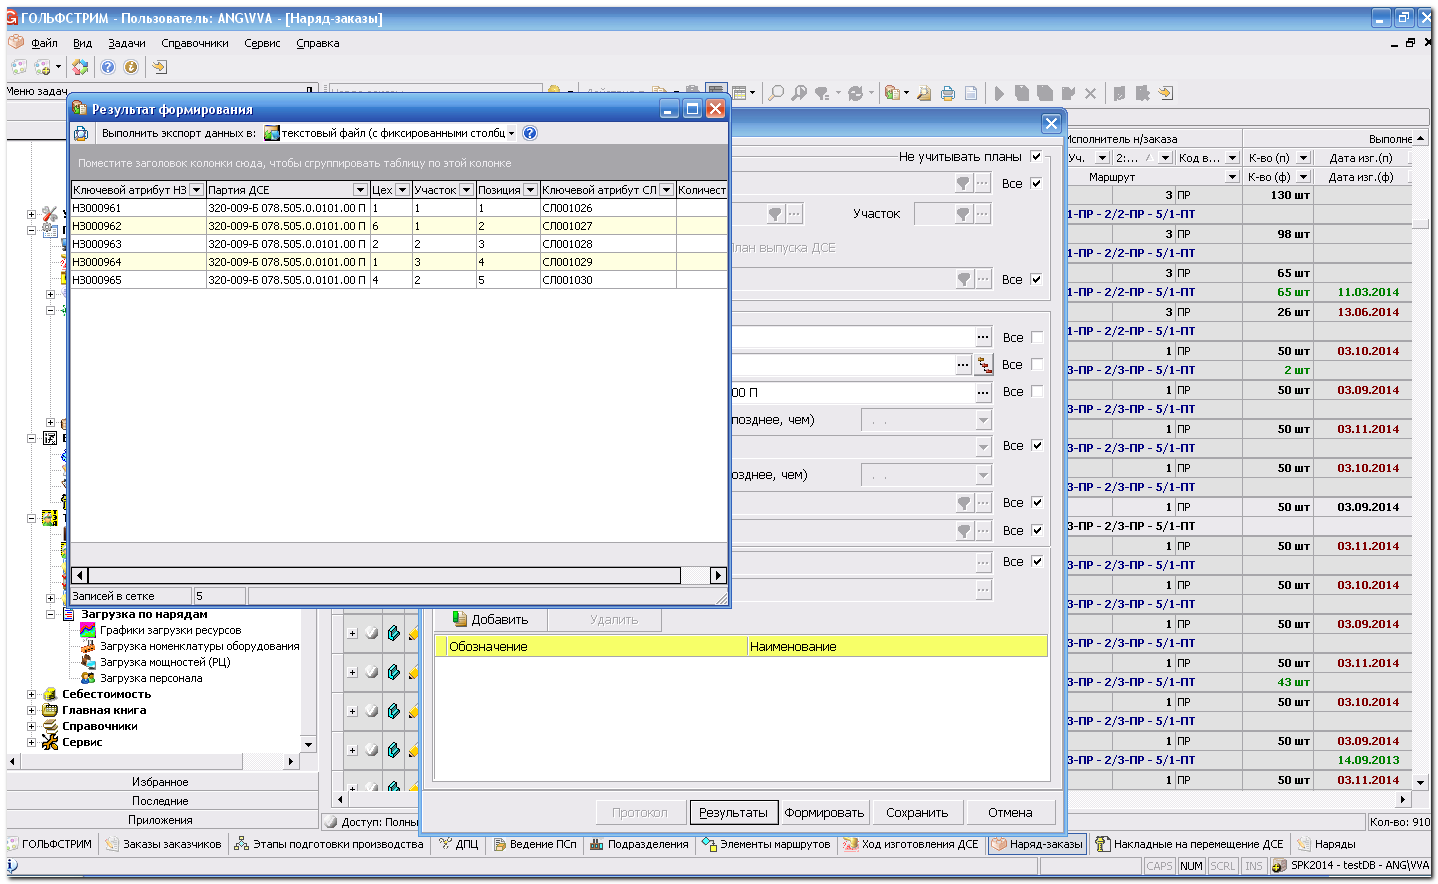 ГОЛЬФСТРИМ - Пользователь: ANG\VVA - [Наряд-заказы]
Файл Вид Задачи Справочники Сервис Справка
Меню задач
Результат формирования
Выполнить экспорт данных в: текстовый файл (с фиксированными столбц
Поместите заголовок колонки сюда, чтобы сгруппировать таблицу по этой колонке
Ключевой атрибут НЗ Партия ДСЕ Цех Участок Позиция Ключевой атрибут СЛ Количест
НЗ000961 320-009-Б 078.505.0.0101.00 П 1 1 1 СЛ001026
НЗ000962 320-009-Б 078.505.0.0101.00 П 6 1 2 СЛ001027
НЗ000963 320-009-Б 078.505.0.0101.00 П 2 2 3 СЛ001028
НЗ000964 320-009-Б 078.505.0.0101.00 П 1 3 4 СЛ001029
НЗ000965 320-009-Б 078.505.0.0101.00 П 4 2 5 СЛ001030
Записей в сетке 5
Не учитывать планы
Все
Участок
План выпуска ДСЕ
Все
Все
Все
00 П Все
позднее, чем) . .
Все
озднее, чем) . .
Все
Все
Все
Добавить Удалить
Обозначение Наименование
Протокол Результаты Формировать Сохранить Отмена
Исполнитель н/заказа Выполне
Уч. 2:... Код в... К-во (п) Дата изг.(п)
Маршрут К-во (ф) Дата изг.(ф)
3 ПР 130 шт
1-ПР - 2/2-ПР - 5/1-ПТ
3 ПР 98 шт
1-ПР - 2/2-ПР - 5/1-ПТ
3 ПР 65 шт
1-ПР - 2/2-ПР - 5/1-ПТ 65 шт 11.03.2014
3 ПР 26 шт 13.06.2014
1-ПР - 2/2-ПР - 5/1-ПТ
1 ПР 50 шт 03.10.2014
3-ПР - 2/3-ПР - 5/1-ПТ 2 шт
1 ПР 50 шт 03.09.2014
3-ПР - 2/3-ПР - 5/1-ПТ
1 ПР 50 шт 03.11.2014
3-ПР - 2/3-ПР - 5/1-ПТ
1 ПР 50 шт 03.10.2014
3-ПР - 2/3-ПР - 5/1-ПТ
1 ПР 50 шт 03.09.2014
3-ПР - 2/3-ПР - 5/1-ПТ
1 ПР 50 шт 03.11.2014
3-ПР - 2/3-ПР - 5/1-ПТ
1 ПР 50 шт 03.10.2014
3-ПР - 2/3-ПР - 5/1-ПТ
1 ПР 50 шт 03.09.2014
3-ПР - 2/3-ПР - 5/1-ПТ
1 ПР 50 шт 03.11.2014
3-ПР - 2/3-ПР - 5/1-ПТ 43 шт
1 ПР 50 шт 03.10.2014
3-ПР - 2/3-ПР - 5/1-ПТ
1 ПР 50 шт 03.09.2014
3-ПР - 2/3-ПР - 5/1-ПТ 14.09.2013
1 ПР 50 шт 03.11.2014
Загрузка по нарядам
Графики загрузки ресурсов
Загрузка номенклатуры оборудования
Загрузка мощностей (РЦ)
Загрузка персонала
Себестоимость
Главная книга
Справочники
Сервис
Избранное
Последние
Приложения
Доступ: Полны Кол-во: 910
ГОЛЬФСТРИМ Заказы заказчиков Этапы подготовки производства ДПЦ Ведение ПСп Подразделения Элементы маршрутов Ход изготовления ДСЕ Наряд-заказы Накладные на перемещение ДСЕ Наряды
CAPS NUM SCRL INS SPK2014 - testDB - ANG\VVA